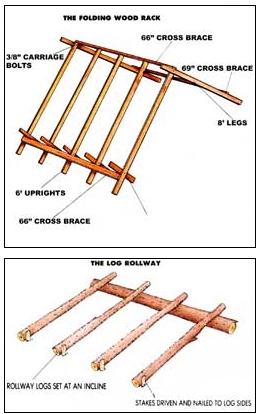 THE FOLDING WOOD RACK
66" CROSS BRACE
3/8" CARRIAGE
BOLTS
69" CROSS BRACE
8' LEGS
6' UPRIGHTS
66" CROSS BRACE
THE LOG ROLLWAY
ROLLWAY LOGS SET AT AN INCLINE
STAKES DRIVEN AND NAILED TO LOG SIDES